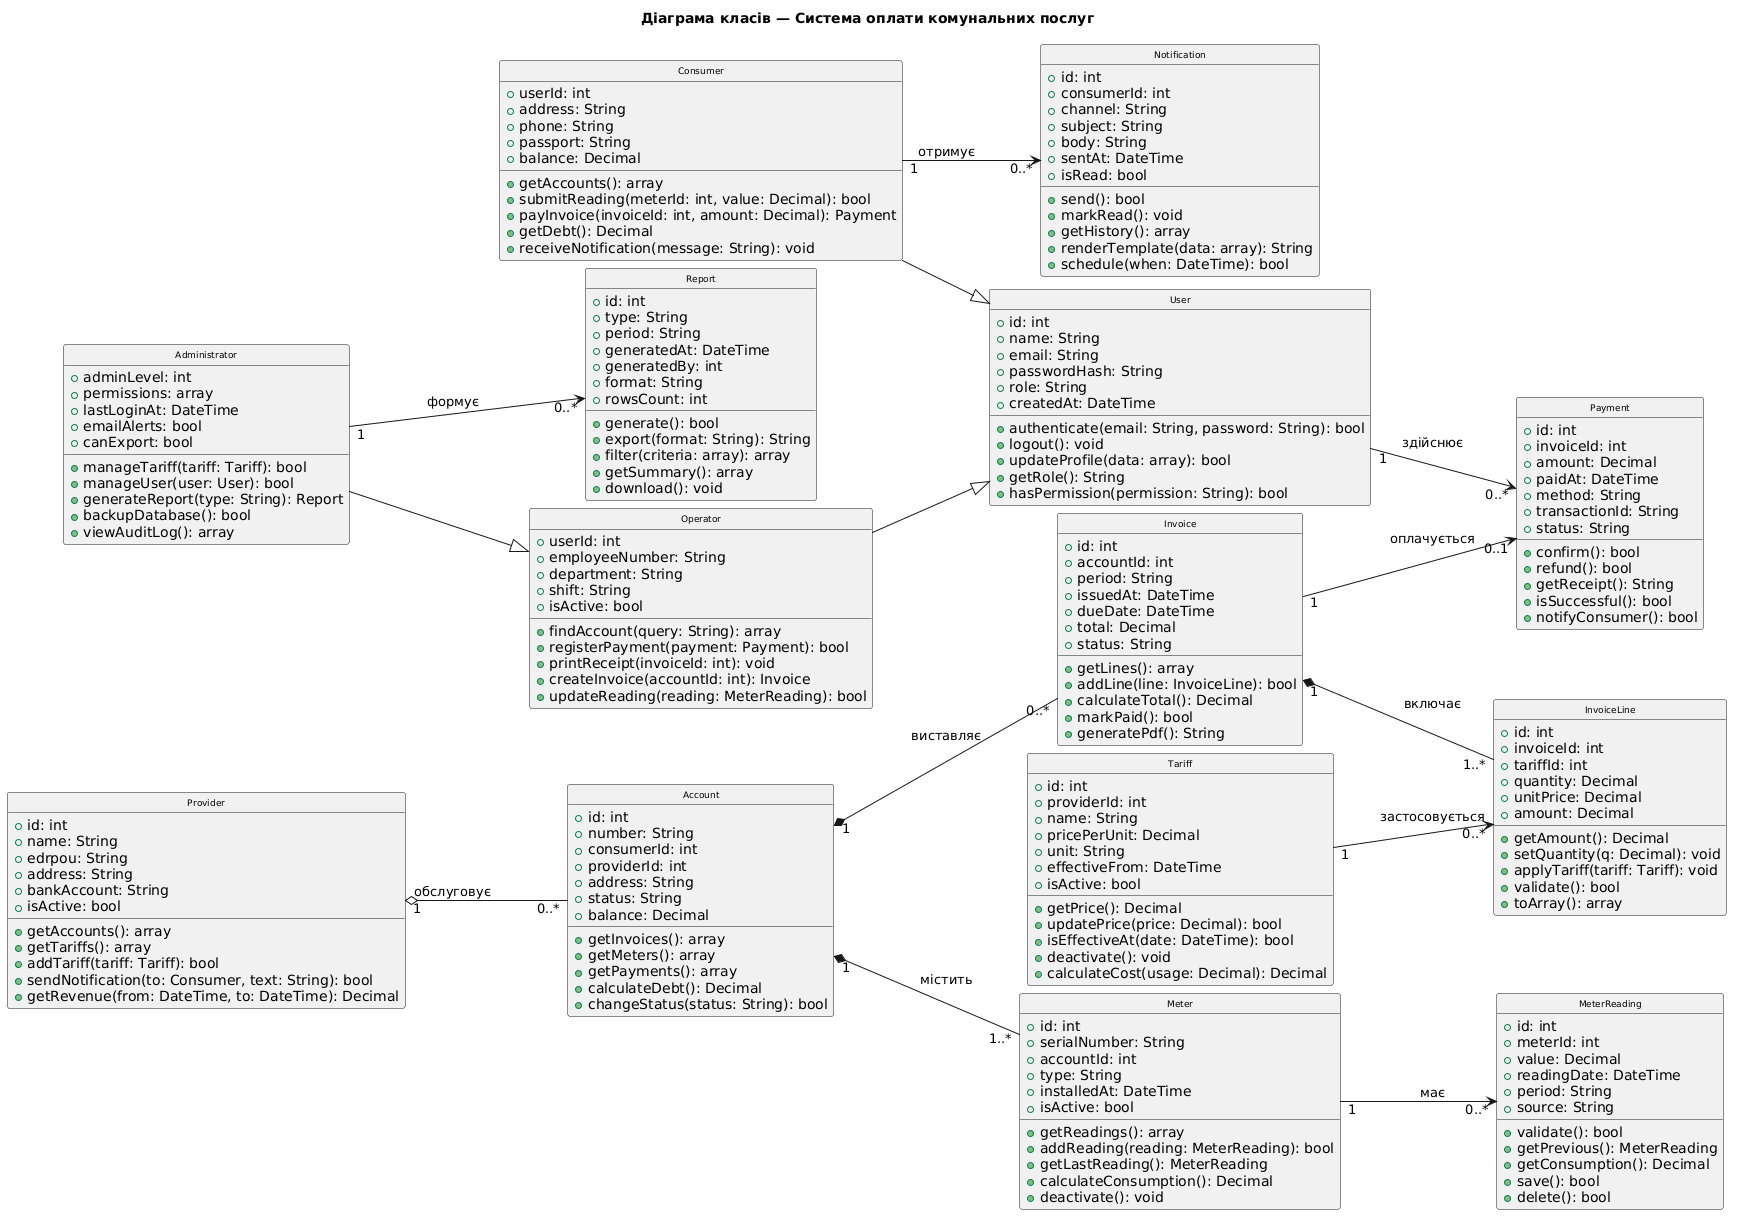 Діаграма класів — Система оплати комунальних послуг
Consumer
userId: int
address: String
phone: String
passport: String
balance: Decimal
getAccounts(): array
submitReading(meterId: int, value: Decimal): bool
payInvoice(invoiceId: int, amount: Decimal): Payment
getDebt(): Decimal
receiveNotification(message: String): void
отримує
1
0..*
Notification
id: int
consumerId: int
channel: String
subject: String
body: String
sentAt: DateTime
isRead: bool
send(): bool
markRead(): void
getHistory(): array
renderTemplate(data: array): String
schedule(when: DateTime): bool
Administrator
adminLevel: int
permissions: array
lastLoginAt: DateTime
emailAlerts: bool
canExport: bool
manageTariff(tariff: Tariff): bool
manageUser(user: User): bool
generateReport(type: String): Report
backupDatabase(): bool
viewAuditLog(): array
формує
1
0..*
Report
id: int
type: String
period: String
generatedAt: DateTime
generatedBy: int
format: String
rowsCount: int
generate(): bool
export(format: String): String
filter(criteria: array): array
getSummary(): array
download(): void
User
id: int
name: String
email: String
passwordHash: String
role: String
createdAt: DateTime
authenticate(email: String, password: String): bool
logout(): void
updateProfile(data: array): bool
getRole(): String
hasPermission(permission: String): bool
здійснює
1
0..*
Payment
id: int
invoiceId: int
amount: Decimal
paidAt: DateTime
method: String
transactionId: String
status: String
confirm(): bool
refund(): bool
getReceipt(): String
isSuccessful(): bool
notifyConsumer(): bool
Operator
userId: int
employeeNumber: String
department: String
shift: String
isActive: bool
findAccount(query: String): array
registerPayment(payment: Payment): bool
printReceipt(invoiceId: int): void
createInvoice(accountId: int): Invoice
updateReading(reading: MeterReading): bool
Invoice
id: int
accountId: int
period: String
issuedAt: DateTime
dueDate: DateTime
total: Decimal
status: String
getLines(): array
addLine(line: InvoiceLine): bool
calculateTotal(): Decimal
markPaid(): bool
generatePdf(): String
оплачується
1
0..1
включає
1
1..*
InvoiceLine
id: int
invoiceId: int
tariffId: int
quantity: Decimal
unitPrice: Decimal
amount: Decimal
getAmount(): Decimal
setQuantity(q: Decimal): void
applyTariff(tariff: Tariff): void
validate(): bool
toArray(): array
Provider
id: int
name: String
edrpou: String
address: String
bankAccount: String
isActive: bool
getAccounts(): array
getTariffs(): array
addTariff(tariff: Tariff): bool
sendNotification(to: Consumer, text: String): bool
getRevenue(from: DateTime, to: DateTime): Decimal
обслуговує
1
0..*
Account
id: int
number: String
consumerId: int
providerId: int
address: String
status: String
balance: Decimal
getInvoices(): array
getMeters(): array
getPayments(): array
calculateDebt(): Decimal
changeStatus(status: String): bool
виставляє
1
0..*
містить
1
1..*
Tariff
id: int
providerId: int
name: String
pricePerUnit: Decimal
unit: String
effectiveFrom: DateTime
isActive: bool
getPrice(): Decimal
updatePrice(price: Decimal): bool
isEffectiveAt(date: DateTime): bool
deactivate(): void
calculateCost(usage: Decimal): Decimal
застосовується
1
0..*
Meter
id: int
serialNumber: String
accountId: int
type: String
installedAt: DateTime
isActive: bool
getReadings(): array
addReading(reading: MeterReading): bool
getLastReading(): MeterReading
calculateConsumption(): Decimal
deactivate(): void
має
1
0..*
MeterReading
id: int
meterId: int
value: Decimal
readingDate: DateTime
period: String
source: String
validate(): bool
getPrevious(): MeterReading
getConsumption(): Decimal
save(): bool
delete(): bool